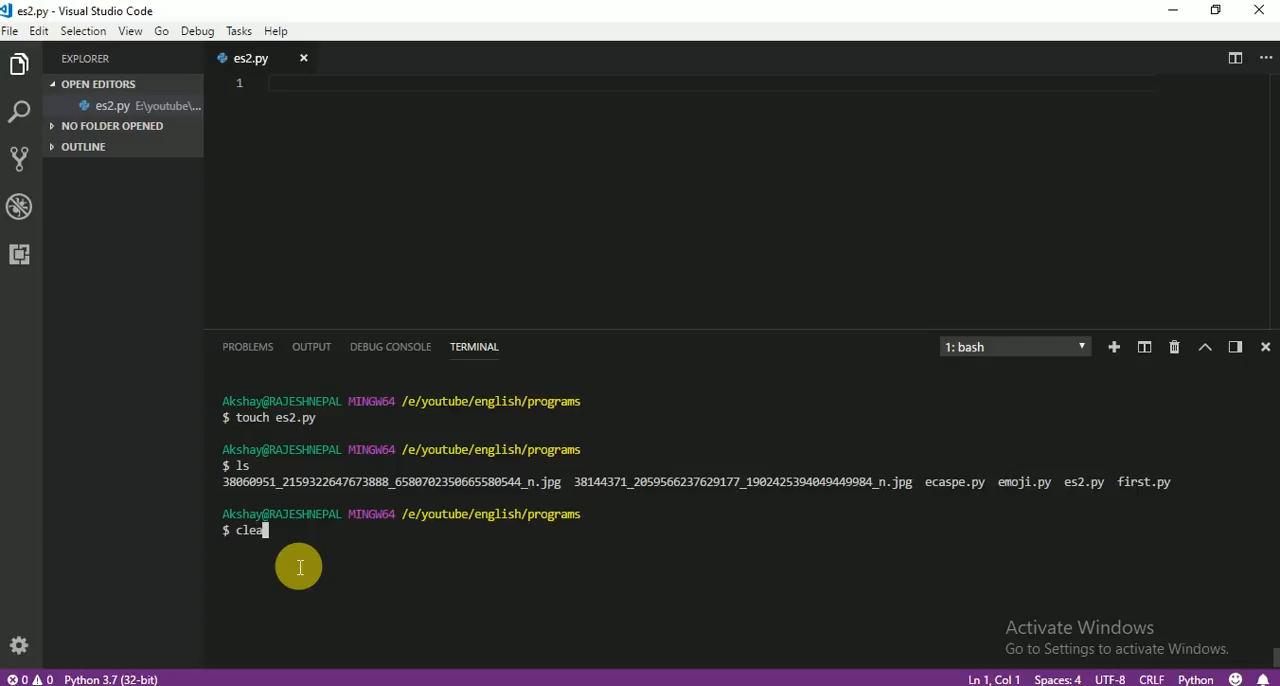 es2.py - Visual Studio Code
File Edit Selection View Go Debug Tasks Help
EXPLORER
OPEN EDITORS
es2.py E:\youtube\...
NO FOLDER OPENED
OUTLINE
es2.py
1
PROBLEMS OUTPUT DEBUG CONSOLE TERMINAL
1: bash
Akshay@RAJESHNEPAL MINGW64 /e/youtube/english/programs
$ touch es2.py
Akshay@RAJESHNEPAL MINGW64 /e/youtube/english/programs
$ ls
38060951_2159322647673888_6580702350665580544_n.jpg 38144371_2059566237629177_1902425394049449984_n.jpg ecaspe.py emoji.py es2.py first.py
Akshay@RAJESHNEPAL MINGW64 /e/youtube/english/programs
$ clea
Activate Windows
Go to Settings to activate Windows.
0 0 Python 3.7 (32-bit) Ln 1, Col 1 Spaces: 4 UTF-8 CRLF Python